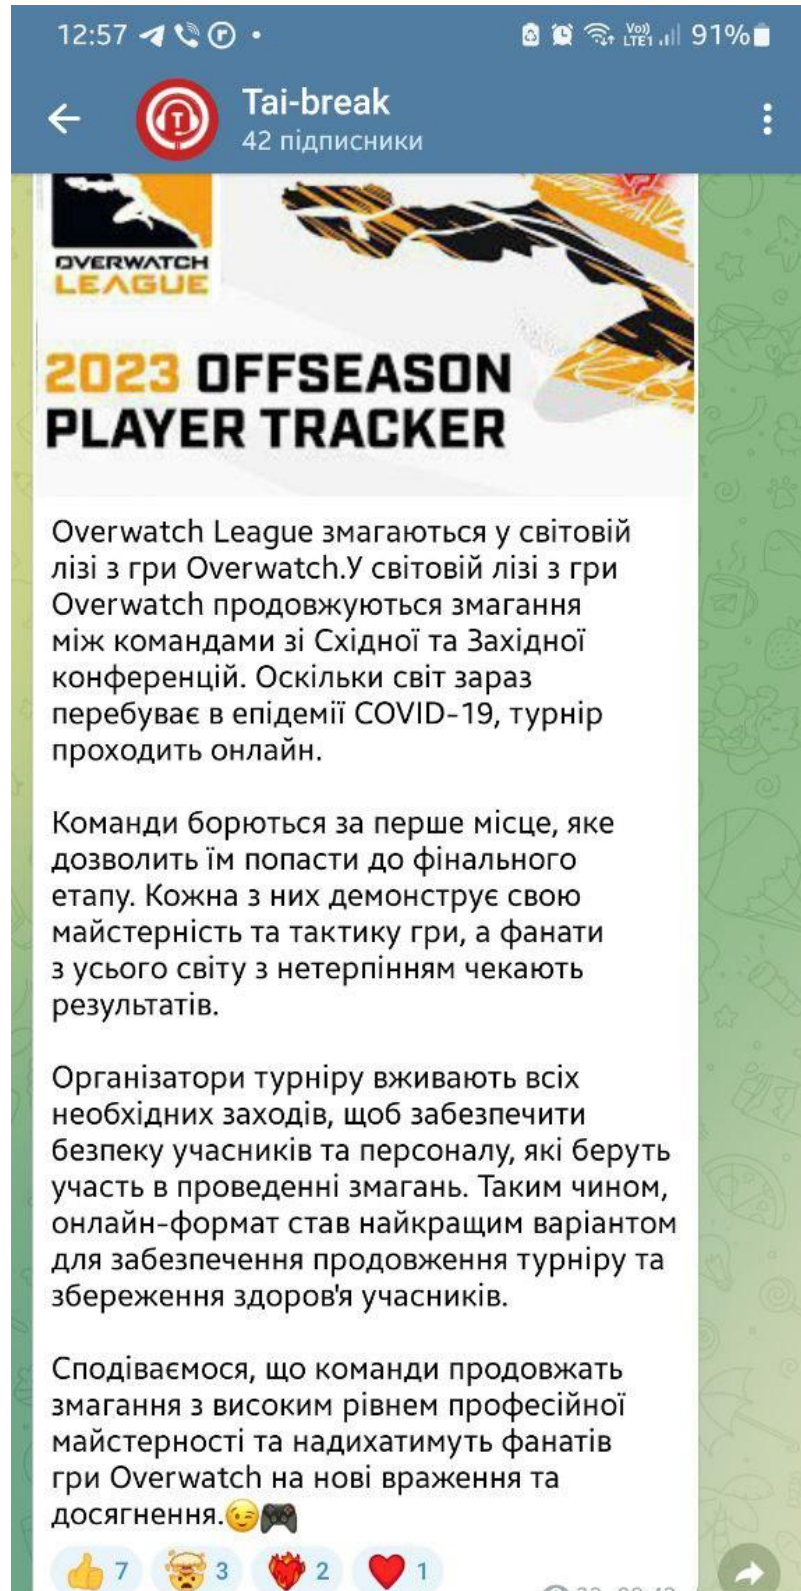 12:57
Vo))
LTE1
91%
Tai-break
42 підписники
OVERWATCH
LEAGUE
2023 OFFSEASON
PLAYER TRACKER
Overwatch League змагаються у світовій
лізі з гри Overwatch.У світовій лізі з гри
Overwatch продовжуються змагання
між командами зі Східної та Західної
конференцій. Оскільки світ зараз
перебуває в епідемії COVID-19, турнір
проходить онлайн.
Команди борються за перше місце, яке
дозволить їм попасти до фінального
етапу. Кожна з них демонструє свою
майстерність та тактику гри, а фанати
з усього світу з нетерпінням чекають
результатів.
Організатори турніру вживають всіх
необхідних заходів, щоб забезпечити
безпеку учасників та персоналу, які беруть
участь в проведенні змагань. Таким чином,
онлайн-формат став найкращим варіантом
для забезпечення продовження турніру та
збереження здоров'я учасників.
Сподіваємося, що команди продовжать
змагання з високим рівнем професійної
майстерності та надихатимуть фанатів
гри Overwatch на нові враження та
досягнення.😉🎮
👍 7 🤯 3 ❤️‍🔥 2 ❤️ 1